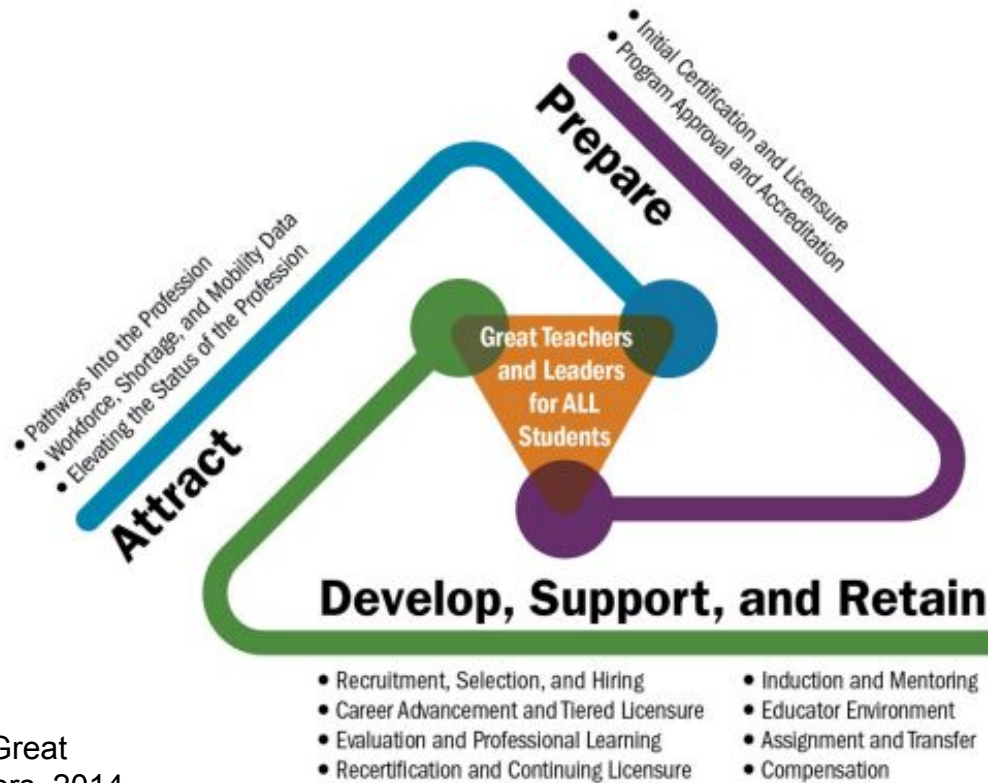 • Initial Certification and Licensure
• Program Approval and Accreditation
Prepare
• Pathways Into the Profession
• Workforce, Shortage, and Mobility Data
• Elevating the Status of the Profession
Attract
Great Teachers
and Leaders
for ALL
Students
Develop, Support, and Retain
• Recruitment, Selection, and Hiring
• Career Advancement and Tiered Licensure
• Evaluation and Professional Learning
• Recertification and Continuing Licensure
• Induction and Mentoring
• Educator Environment
• Assignment and Transfer
• Compensation
Great
2014